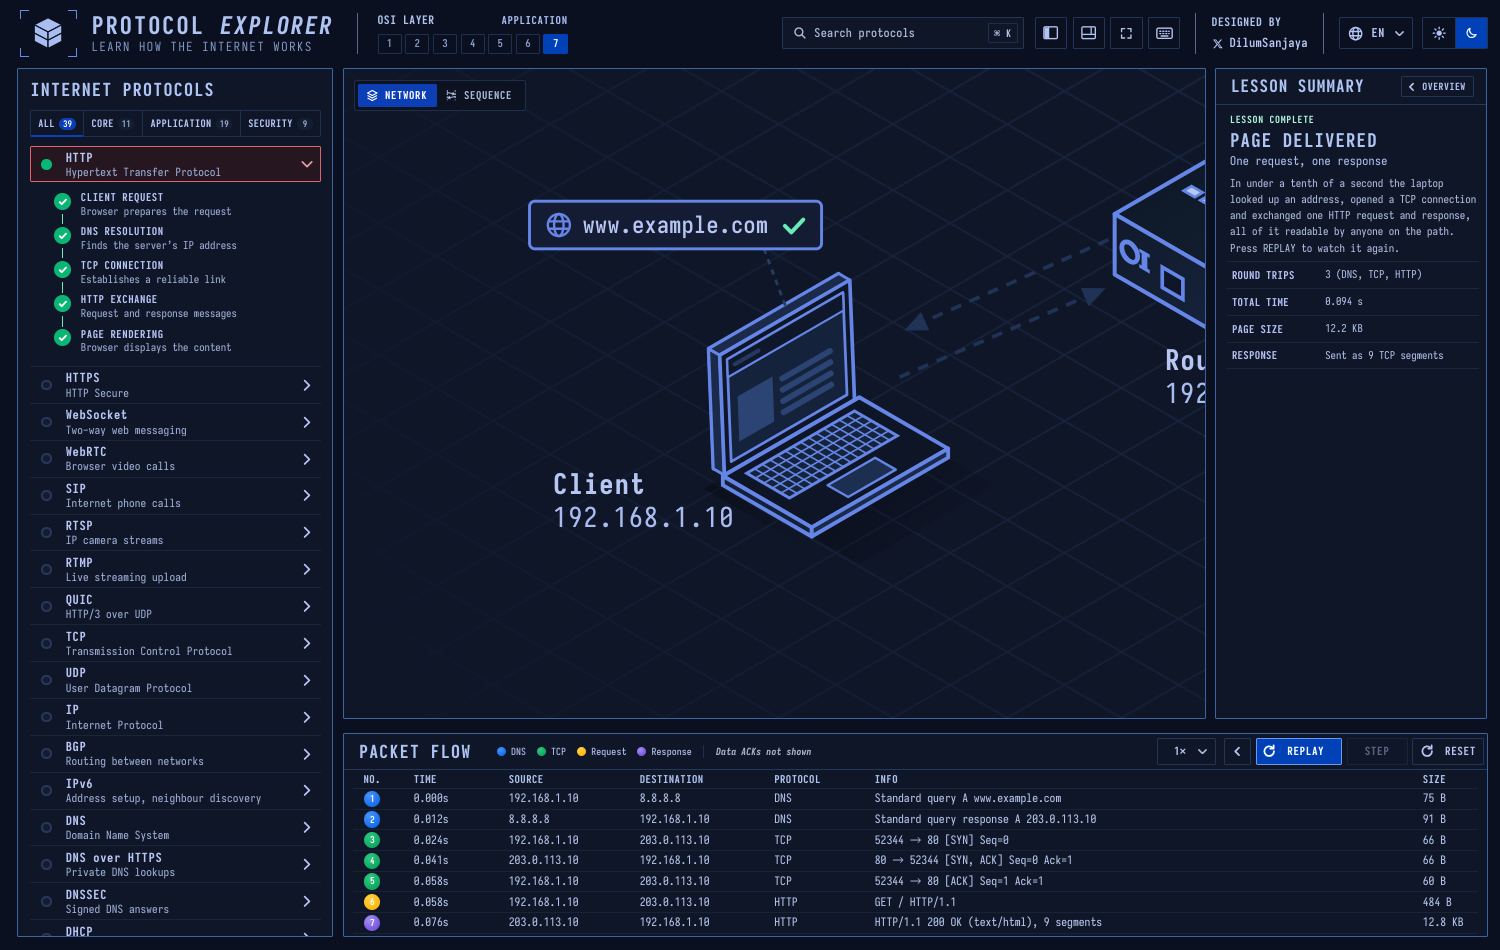 PROTOCOL EXPLORER
LEARN HOW THE INTERNET WORKS
OSI LAYER APPLICATION
1 2 3 4 5 6 7
Search protocols ⌘ K
DESIGNED BY
DilumSanjaya
EN
INTERNET PROTOCOLS
ALL 39 CORE 11 APPLICATION 19 SECURITY 9
HTTP
Hypertext Transfer Protocol
CLIENT REQUEST
Browser prepares the request
DNS RESOLUTION
Finds the server's IP address
TCP CONNECTION
Establishes a reliable link
HTTP EXCHANGE
Request and response messages
PAGE RENDERING
Browser displays the content
HTTPS
HTTP Secure
WebSocket
Two-way web messaging
WebRTC
Browser video calls
SIP
Internet phone calls
RTSP
IP camera streams
RTMP
Live streaming upload
QUIC
HTTP/3 over UDP
TCP
Transmission Control Protocol
UDP
User Datagram Protocol
IP
Internet Protocol
BGP
Routing between networks
IPv6
Address setup, neighbour discovery
DNS
Domain Name System
DNS over HTTPS
Private DNS lookups
DNSSEC
Signed DNS answers
DHCP
NETWORK SEQUENCE
www.example.com
Client
192.168.1.10
Rou
192
LESSON SUMMARY OVERVIEW
LESSON COMPLETE
PAGE DELIVERED
One request, one response
In under a tenth of a second the laptop
looked up an address, opened a TCP connection
and exchanged one HTTP request and response,
all of it readable by anyone on the path.
Press REPLAY to watch it again.
ROUND TRIPS 3 (DNS, TCP, HTTP)
TOTAL TIME 0.094 s
PAGE SIZE 12.2 KB
RESPONSE Sent as 9 TCP segments
PACKET FLOW DNS TCP Request Response Data ACKs not shown 1× REPLAY STEP RESET
NO. TIME SOURCE DESTINATION PROTOCOL INFO SIZE
1 0.000s 192.168.1.10 8.8.8.8 DNS Standard query A www.example.com 75 B
2 0.012s 8.8.8.8 192.168.1.10 DNS Standard query response A 203.0.113.10 91 B
3 0.024s 192.168.1.10 203.0.113.10 TCP 52344 → 80 [SYN] Seq=0 66 B
4 0.041s 203.0.113.10 192.168.1.10 TCP 80 → 52344 [SYN, ACK] Seq=0 Ack=1 66 B
5 0.058s 192.168.1.10 203.0.113.10 TCP 52344 → 80 [ACK] Seq=1 Ack=1 60 B
6 0.058s 192.168.1.10 203.0.113.10 HTTP GET / HTTP/1.1 484 B
7 0.076s 203.0.113.10 192.168.1.10 HTTP HTTP/1.1 200 OK (text/html), 9 segments 12.8 KB